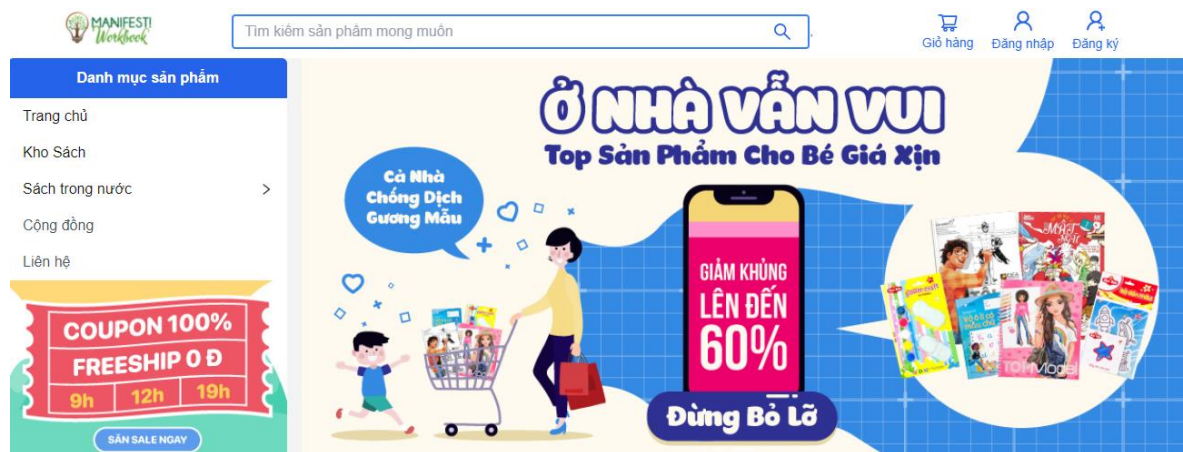 MANIFESTI
Workbook
Tìm kiếm sản phẩm mong muốn
Giỏ hàng
Đăng nhập
Đăng ký
Danh mục sản phẩm
Trang chủ
Kho Sách
Sách trong nước
Cộng đồng
Liên hệ
COUPON 100%
FREESHIP 0 Đ
9h 12h 19h
SĂN SALE NGAY
Ở NHÀ VẪN VUI
Top Sản Phẩm Cho Bé Giá Xịn
Cả Nhà
Chống Dịch
Gương Mẫu
GIẢM KHỦNG
LÊN ĐẾN
60%
Đừng Bỏ Lỡ
MẬT
NGỮ
TOPModel